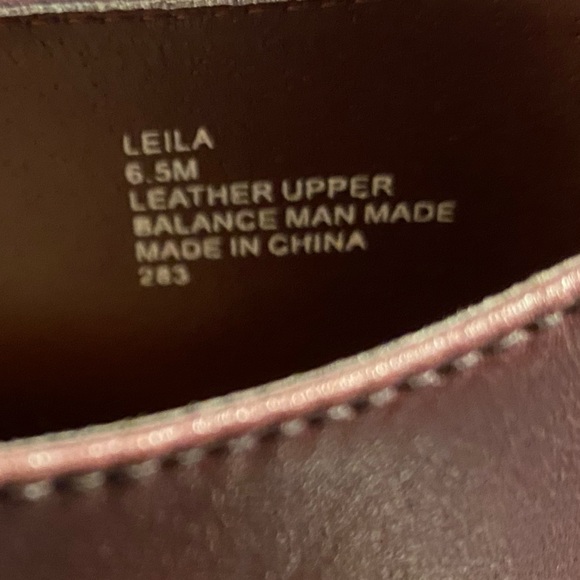 LEILA
6.5M
LEATHER UPPER
BALANCE MAN MADE
MADE IN CHINA
283